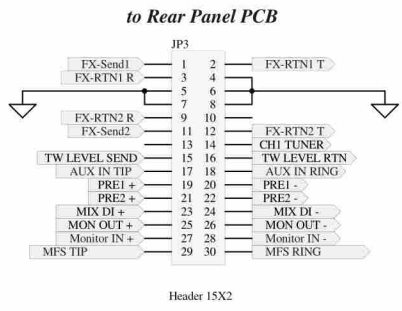 to Rear Panel PCB
JP3
FX-Send1 1 2 FX-RTN1 T
FX-RTN1 R 3 4
5 6
7 8
FX-RTN2 R 9 10
FX-Send2 11 12 FX-RTN2 T
13 14 CH1 TUNER
TW LEVEL SEND 15 16 TW LEVEL RTN
AUX IN TIP 17 18 AUX IN RING
PRE1 + 19 20 PRE1 -
PRE2 + 21 22 PRE2 -
MIX DI + 23 24 MIX DI -
MON OUT + 25 26 MON OUT -
Monitor IN + 27 28 Monitor IN -
MFS TIP 29 30 MFS RING
Header 15X2